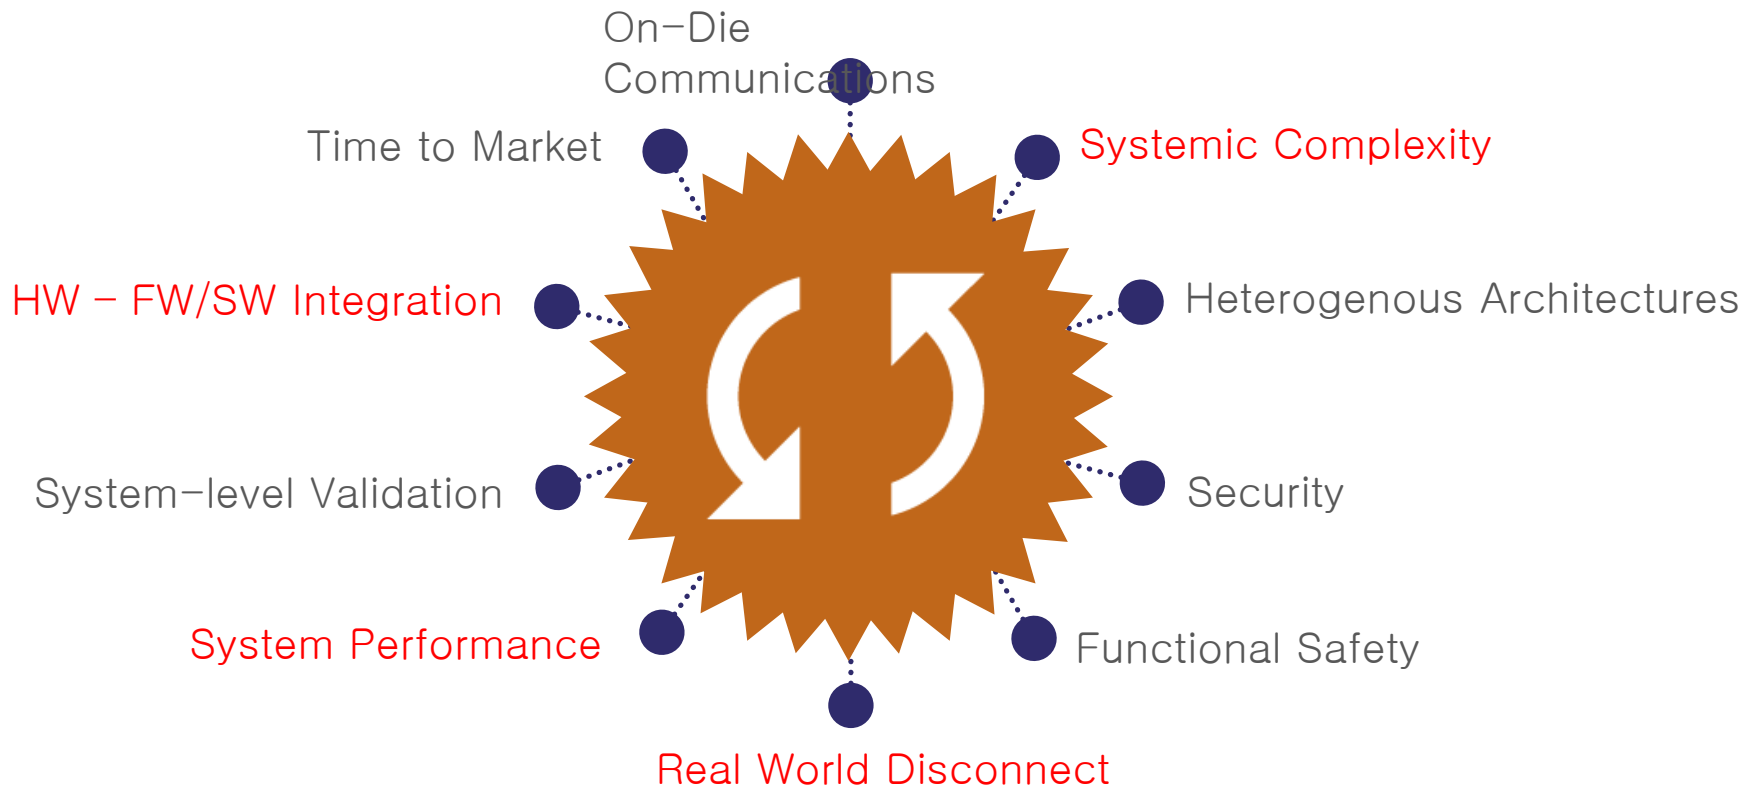 On-Die
Communications
Time to Market
Systemic Complexity
HW - FW/SW Integration
Heterogenous Architectures
System-level Validation
Security
System Performance
Functional Safety
Real World Disconnect